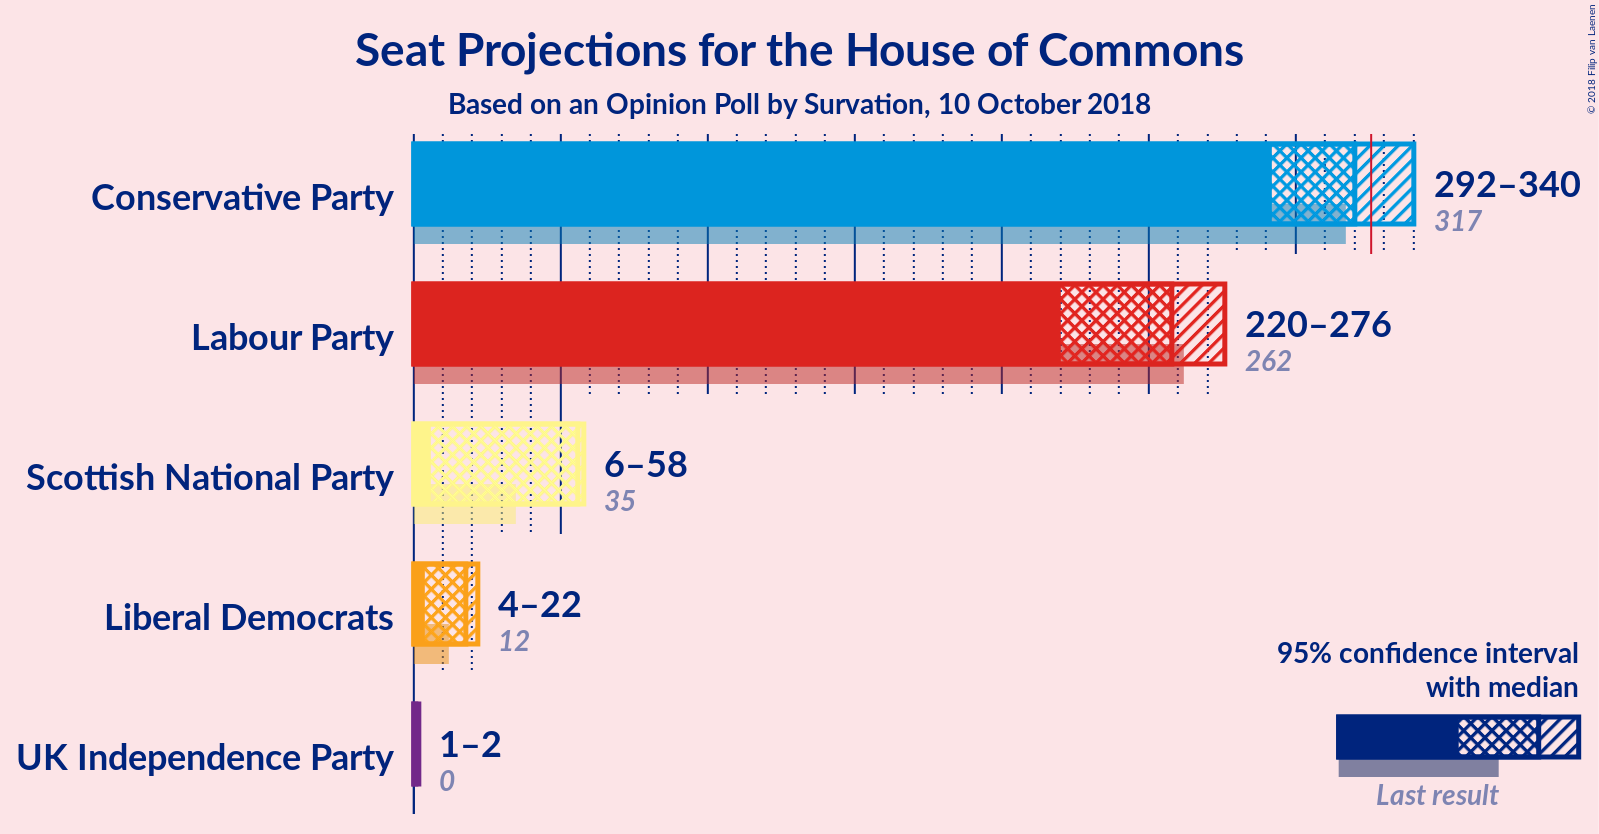 Seat Projections for the House of Commons
Based on an Opinion Poll by Survation, 10 October 2018
© 2018 Filip van Laenen
Conservative Party
292–340
317
Labour Party
220–276
262
Scottish National Party
6–58
35
Liberal Democrats
4–22
12
UK Independence Party
1–2
0
95% confidence interval
with median
Last result